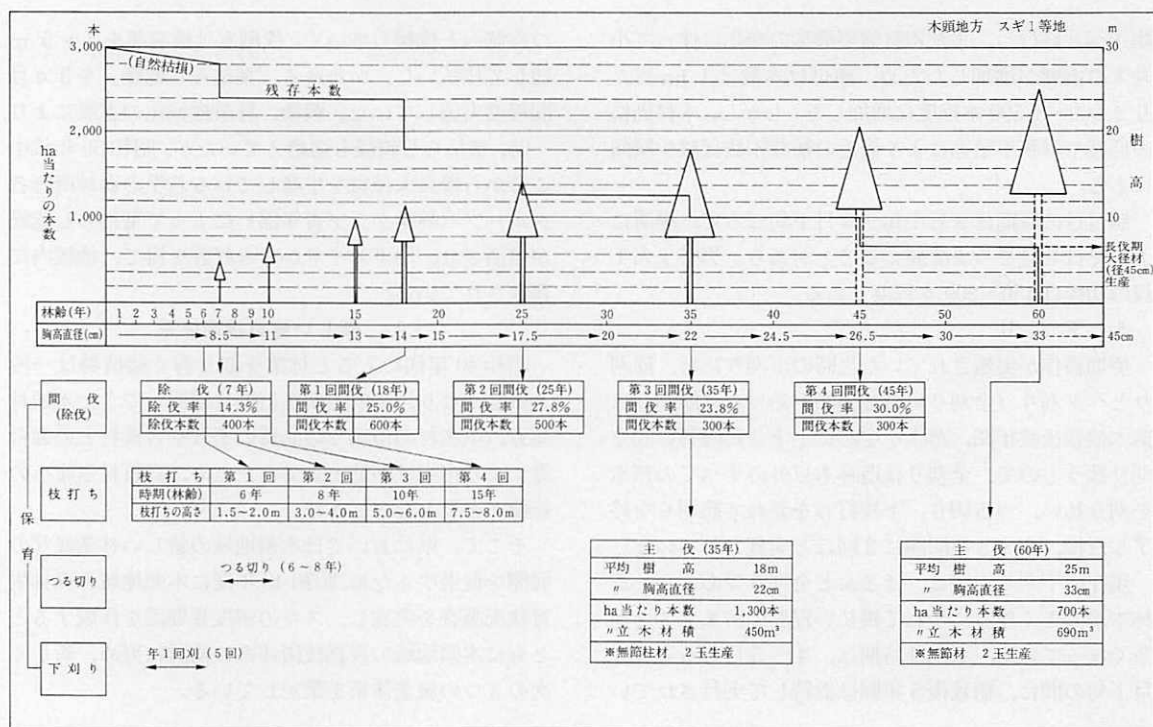 木頭地方 スギ1等地
本
3,000
2,000
1,000
ha当たりの本数
(自然枯損)
残存本数
m
30
20
樹
高
10
長伐期
大径材
(径45cm)
生産
林齢(年) 1 2 3 4 5 6 7 8 9 10 15 18 20 25 20 35 40 45 50 60
胸高直径(cm) 8.5 11 14 15 17.5 20 22 24.5 26.5 30 33 45cm
保
育
間伐
(除伐)
枝打ち
つる切り
下刈り
除伐(7年)
除伐率 14.3%
除伐本数 400本
第1回間伐(18年)
間伐率 25.0%
間伐本数 600本
第2回間伐(25年)
間伐率 27.8%
間伐本数 500本
第3回間伐(35年)
間伐率 23.8%
間伐本数 300本
第4回間伐(45年)
間伐率 30.0%
間伐本数 300本
枝打ち 第1回 第2回 第3回 第4回
時期(林齢) 6年 8年 10年 15年
枝打ちの高さ 1.5~2.0m 3.0~4.0m 5.0~6.0m 7.5~8.0m
つる切り(6~8年)
年1回刈(5回)
主伐(35年)
平均樹高 18m
〃胸高直径 22cm
ha当たり本数 1,300本
〃立木材積 450m³
※無節柱材 2玉生産
主伐(60年)
平均樹高 25m
〃胸高直径 33cm
ha当たり本数 700本
〃立木材積 690m³
※無節材 2玉生産